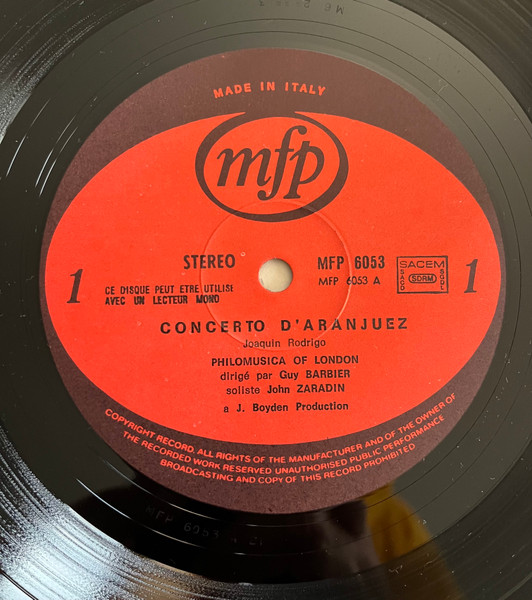 MADE IN ITALY
mfp
STEREO
MFP 6053
MFP 6053 A
SACEM
SACD
SDRM
SGDL
1
1
CE DISQUE PEUT ETRE UTILISE
AVEC UN LECTEUR MONO
CONCERTO D'ARANJUEZ
Joaquin Rodrigo
PHILOMUSICA OF LONDON
dirigé par Guy BARBIER
soliste John ZARADIN
a J. Boyden Production
COPYRIGHT RECORD. ALL RIGHTS OF THE MANUFACTURER AND OF THE OWNER OF
THE RECORDED WORK RESERVED UNAUTHORISED PUBLIC PERFORMANCE
BROADCASTING AND COPY OF THIS RECORD PROHIBITED
MFP 6053